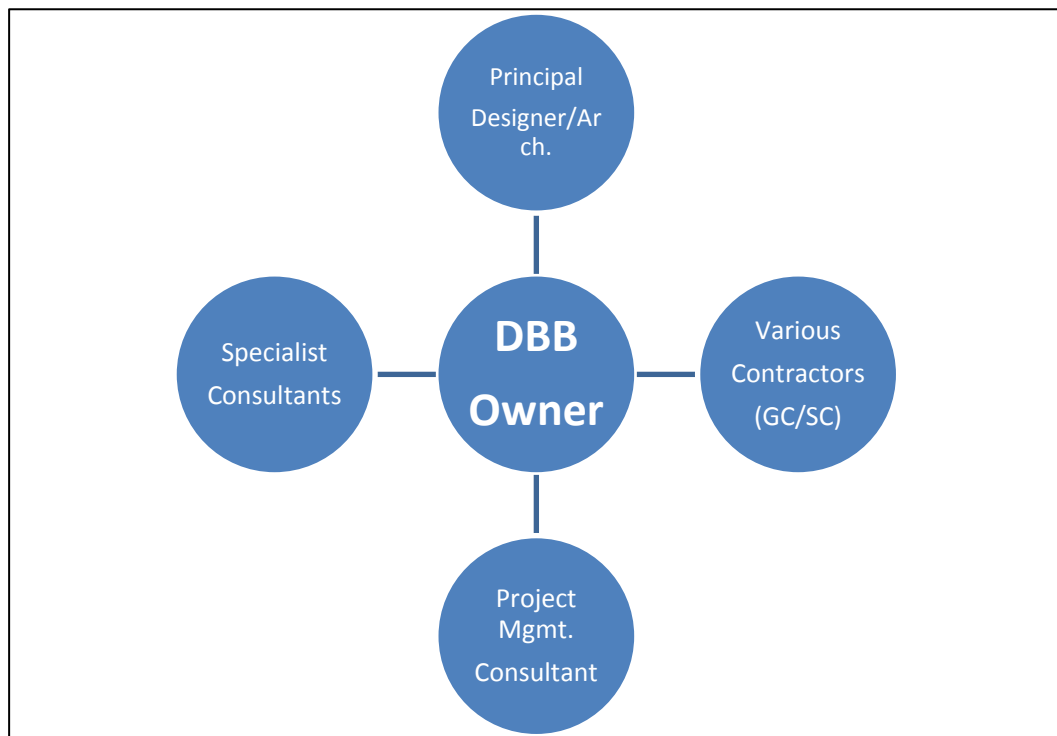 Principal
Designer/Ar
ch.
Specialist
Consultants
DBB
Owner
Various
Contractors
(GC/SC)
Project
Mgmt.
Consultant